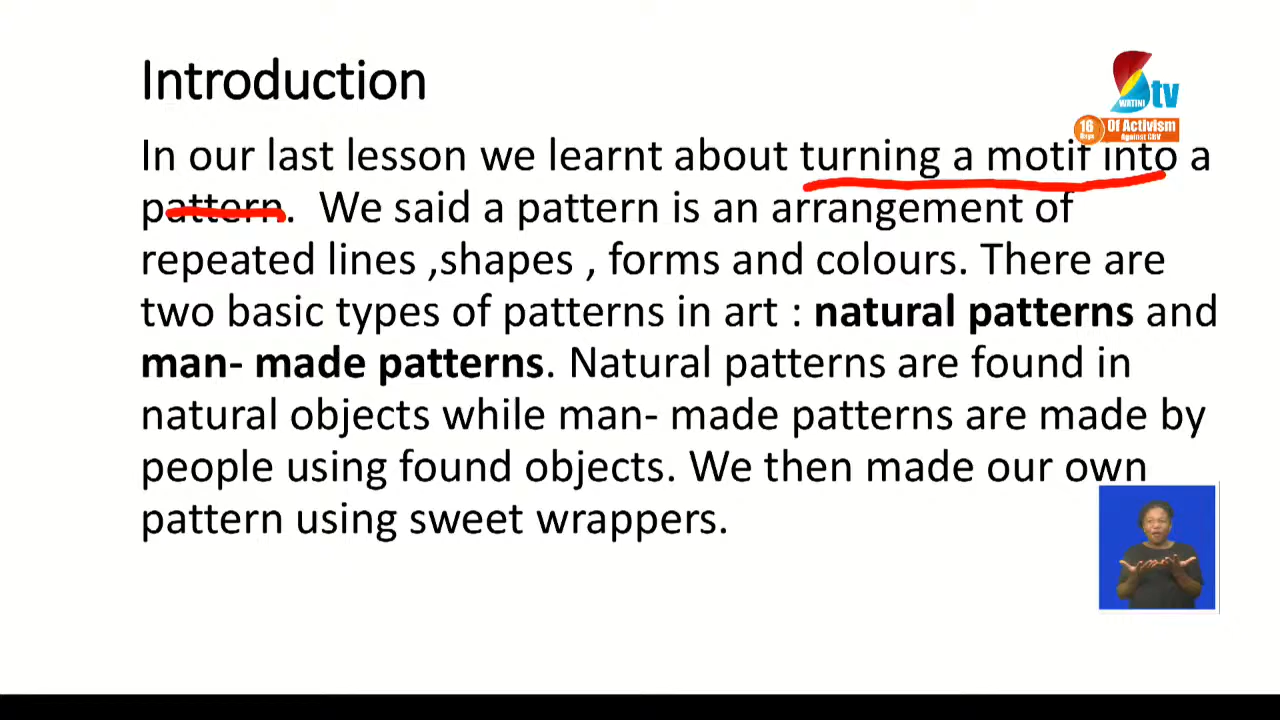 Introduction
tv
SWATINI
16 Days
Of Activism
Against GBV
In our last lesson we learnt about turning a motif into a
pattern. We said a pattern is an arrangement of
repeated lines ,shapes , forms and colours. There are
two basic types of patterns in art : natural patterns and
man- made patterns. Natural patterns are found in
natural objects while man- made patterns are made by
people using found objects. We then made our own
pattern using sweet wrappers.